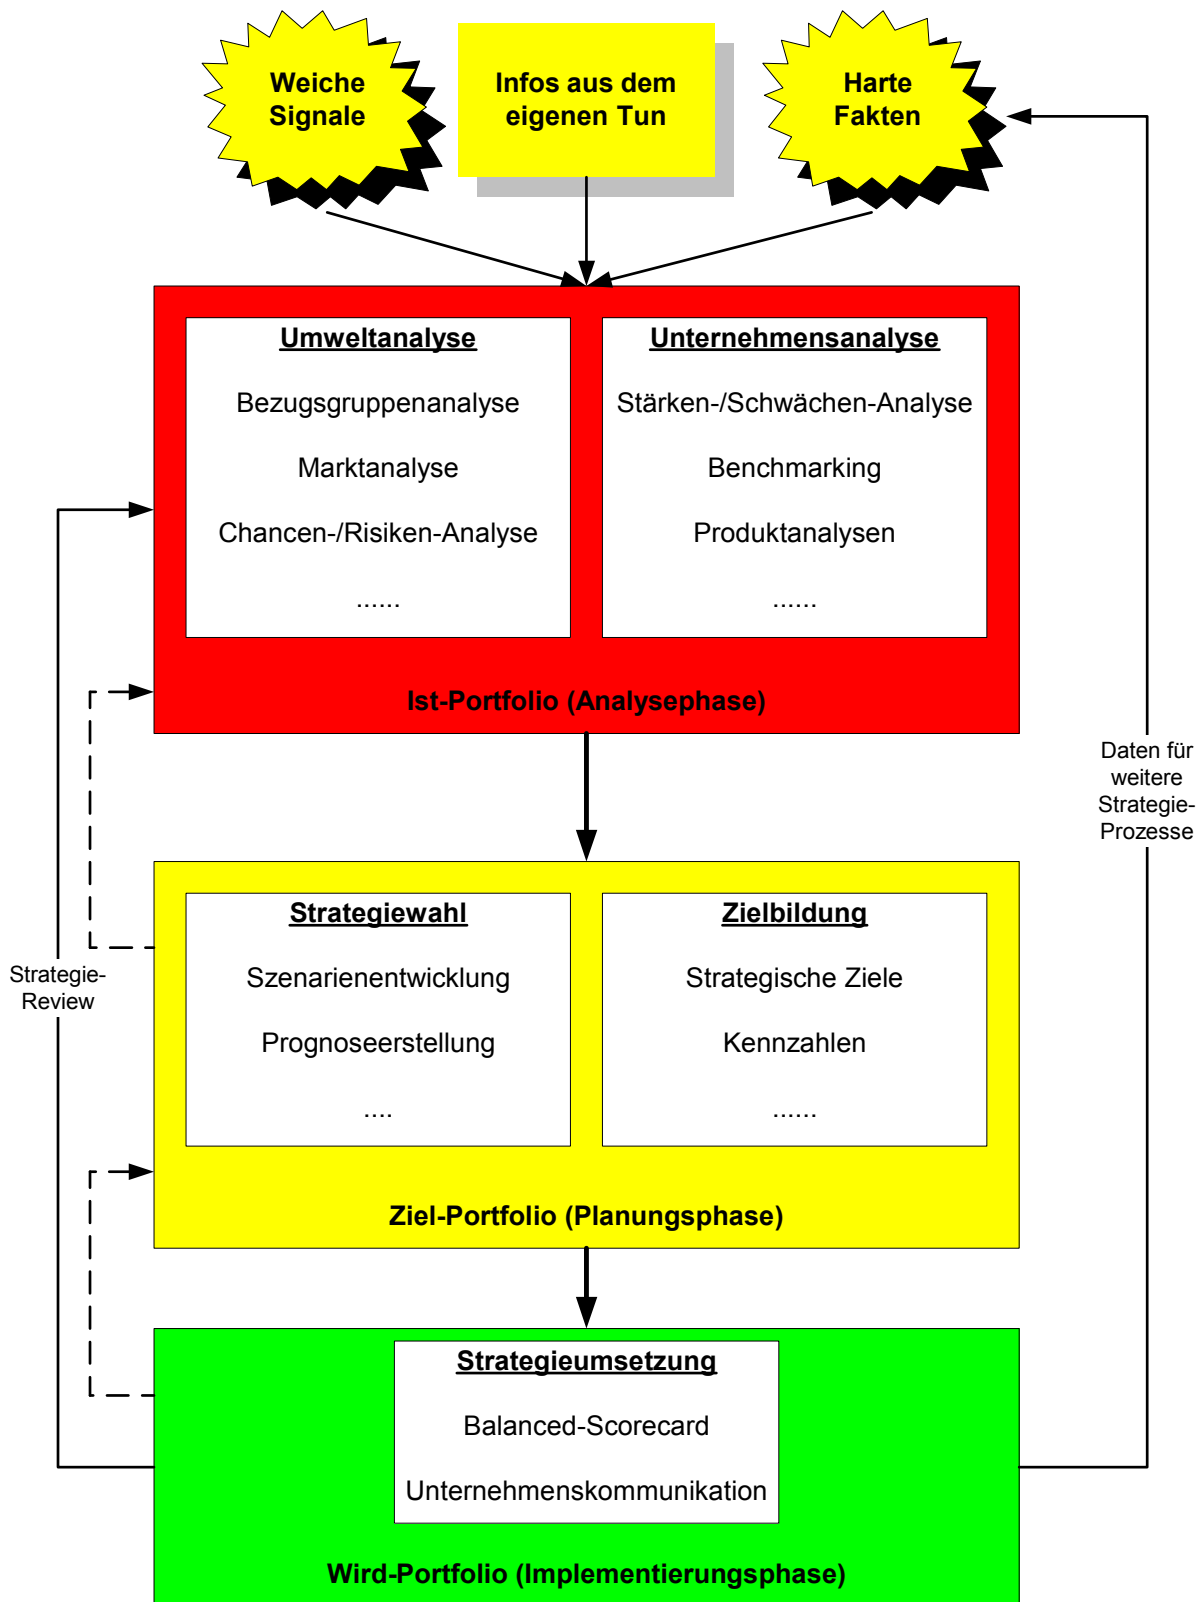 Weiche
Signale
Infos aus dem
eigenen Tun
Harte
Fakten
Umweltanalyse
Bezugsgruppenanalyse
Marktanalyse
Chancen-/Risiken-Analyse
......
Unternehmensanalyse
Stärken-/Schwächen-Analyse
Benchmarking
Produktanalysen
......
Ist-Portfolio (Analysephase)
Daten für
weitere
Strategie-
Prozesse
Strategie-
Review
Strategiewahl
Szenarienentwicklung
Prognoseerstellung
....
Zielbildung
Strategische Ziele
Kennzahlen
......
Ziel-Portfolio (Planungsphase)
Strategieumsetzung
Balanced-Scorecard
Unternehmenskommunikation
Wird-Portfolio (Implementierungsphase)